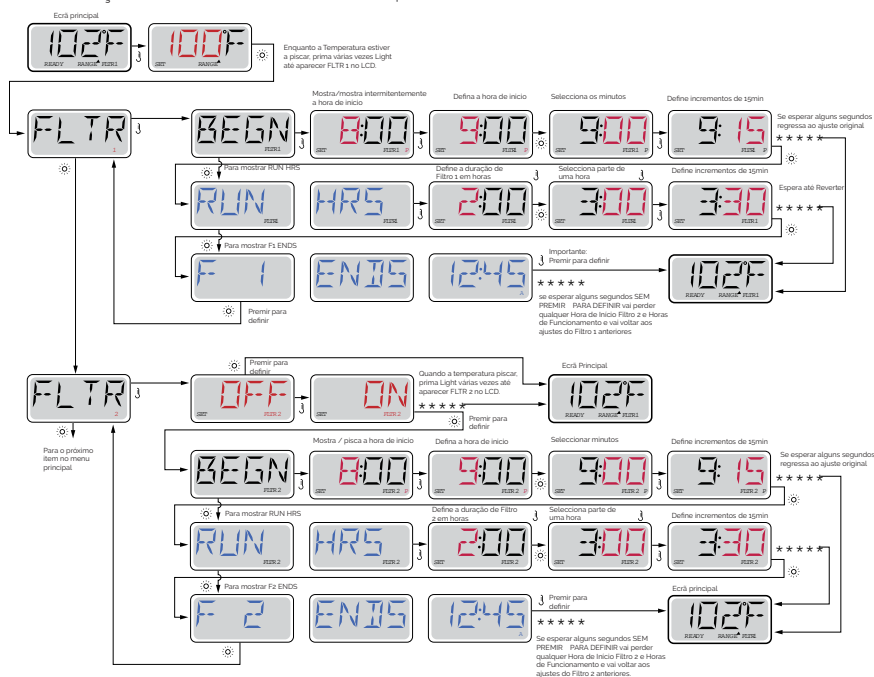 Ecrã principal
102°F
READY RANGE FLTR1
100°F
SET RANGE
Enquanto a Temperatura estiver
a piscar, prima várias vezes Light
até aparecer FLTR 1 no LCD.
Mostra/mostra intermitentemente
a hora de início
Defina a hora de início
Selecciona os minutos
Define incrementos de 15min
Se esperar alguns segundos
regressa ao ajuste original
FLTR
1
BEGN
FLTR1
8:00
SET FLTR1 P
9:00
SET P
9:00
SET FLTR1 P
9:15
SET P
* * * * *
Para mostrar RUN HRS
Define a duração de
Filtro 1 em horas
Selecciona parte de
uma hora
Define incrementos de 15min
Espera até Reverter
RUN
HRS
2:00
SET
3:00
SET
3:30
SET FLTR1
* * * * *
Para mostrar F1 ENDS
F 1
ENDS
12:45
A
Importante:
Premir para definir
* * * * *
se esperar alguns segundos SEM
PREMIR PARA DEFINIR vai perder
qualquer Hora de Inicio Filtro 2 e Horas
de Funcionamento e vai voltar aos
ajustes do Filtro 1 anteriores
102°F
READY RANGE FLTR1
Premir para
definir
Premir para
definir
FLTR
2
OFF
SET FLTR 2
ON
SET FLTR 2
Quando a temperatura piscar,
prima Light várias vezes até
aparecer FLTR 2 no LCD.
* * * * *
Premir para
definir
Ecrã Principal
102°F
READY RANGE FLTR1
Para o próximo
item no menu
principal
Mostra / pisca a hora de inicio
Defina a hora de inicio
Seleccionar minutos
Define incrementos de 15min
Se esperar alguns segundos
regressa ao ajuste original
BEGN
FLTR 2
8:00
SET FLTR 2 P
9:00
SET FLTR 2 P
9:00
SET FLTR 2 P
9:15
SET FLTR 2 P
* * * * *
Para mostrar RUN HRS
Define a duração de Filtro
2 em horas
Selecciona parte de
uma hora
Define incrementos de 15min
RUN
FLTR 2
HRS
FLTR 2
2:00
SET FLTR 2
3:00
SET FLTR 2
3:30
SET FLTR 2
* * * * *
Para mostrar F2 ENDS
F 2
ENDS
12:45
A
Premir para
definir
* * * * *
Se esperar alguns segundos SEM
PREMIR PARA DEFINIR vai perder
qualquer Hora de Inicio Filtro 2 e Horas
de Funcionamento e vai voltar aos
ajustes do Filtro 2 anteriores.
Ecrã principal
102°F
READY RANGE